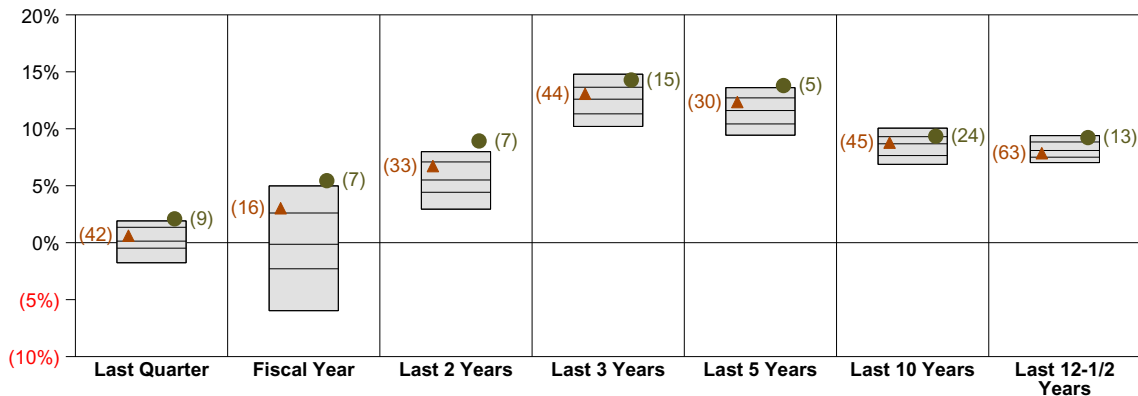 20%
15%
10%
5%
0%
(5%)
(10%)
(42)
(9)
(16)
(7)
(33)
(7)
(44)
(15)
(30)
(5)
(45)
(24)
(63)
(13)
Last Quarter
Fiscal Year
Last 2 Years
Last 3 Years
Last 5 Years
Last 10 Years
Last 12-1/2
Years